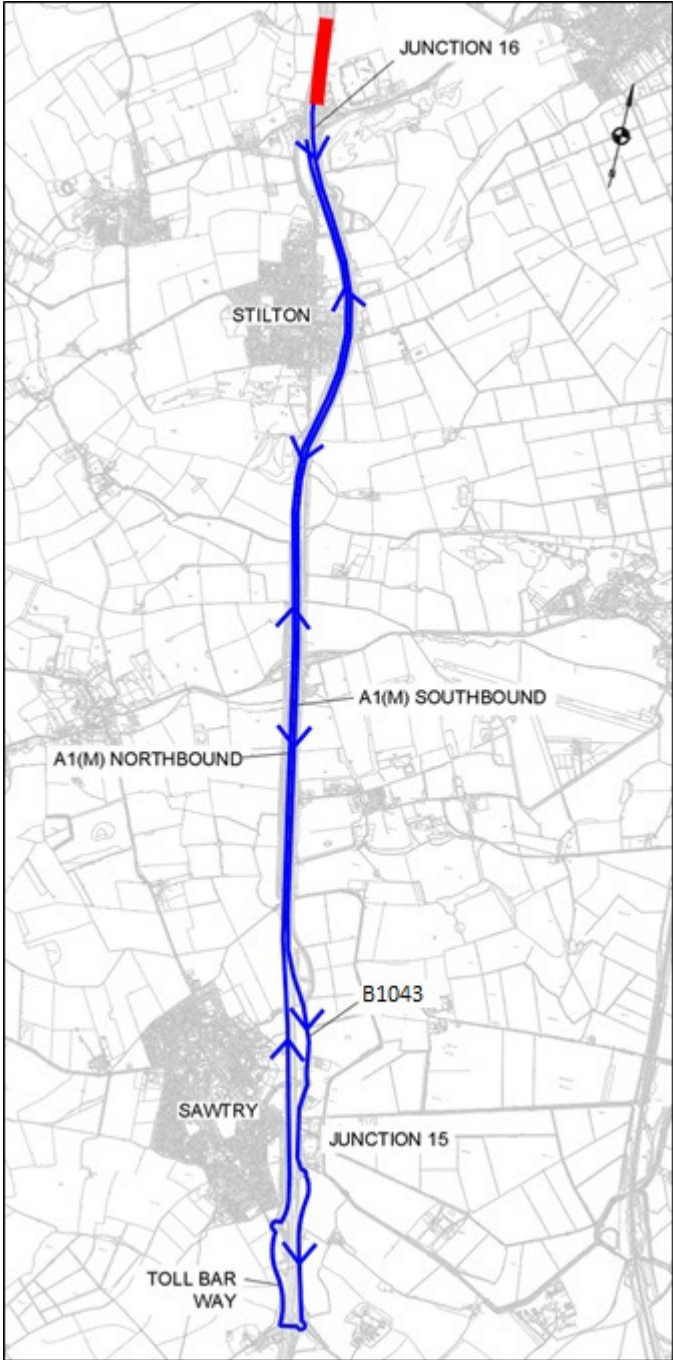 JUNCTION 16
STILTON
A1(M) SOUTHBOUND
A1(M) NORTHBOUND
B1043
SAWTRY
JUNCTION 15
TOLL BAR
WAY